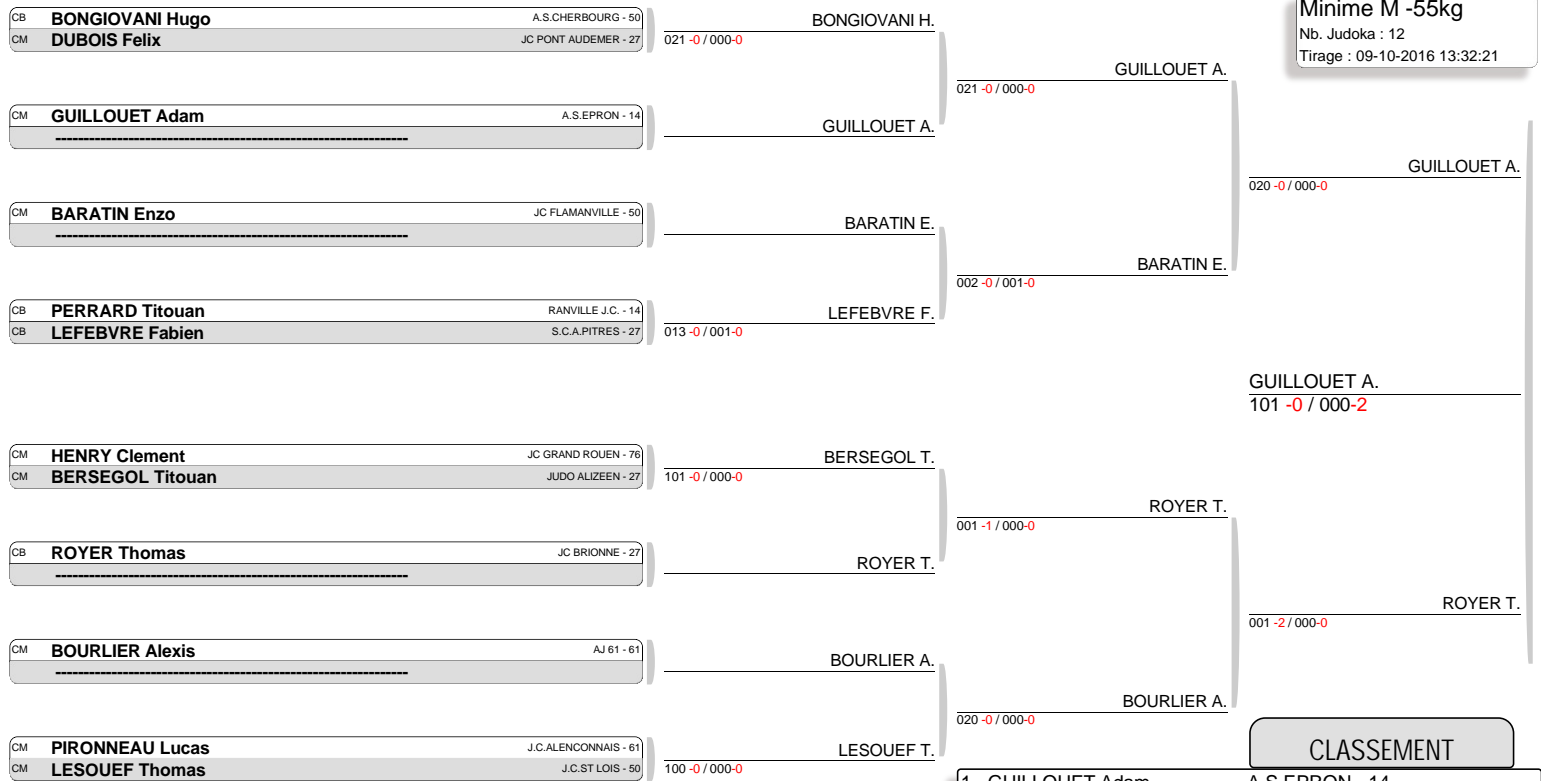 Minime M -55kg
Nb. Judoka : 12
Tirage : 09-10-2016 13:32:21
CB BONGIOVANI Hugo A.S.CHERBOURG - 50
CM DUBOIS Felix JC PONT AUDEMER - 27
CM GUILLOUET Adam A.S.EPRON - 14
---------------------------------------------------------------
CM BARATIN Enzo JC FLAMANVILLE - 50
---------------------------------------------------------------
CB PERRARD Titouan RANVILLE J.C. - 14
CB LEFEBVRE Fabien S.C.A.PITRES - 27
CM HENRY Clement JC GRAND ROUEN - 76
CM BERSEGOL Titouan JUDO ALIZEEN - 27
CB ROYER Thomas JC BRIONNE - 27
---------------------------------------------------------------
CM BOURLIER Alexis AJ 61 - 61
---------------------------------------------------------------
CM PIRONNEAU Lucas J.C.ALENCONNAIS - 61
CM LESOUEF Thomas J.C.ST LOIS - 50
BONGIOVANI H.
021 -0 / 000-0
GUILLOUET A.
BARATIN E.
LEFEBVRE F.
013 -0 / 001-0
BERSEGOL T.
101 -0 / 000-0
ROYER T.
BOURLIER A.
LESOUEF T.
100 -0 / 000-0
GUILLOUET A.
021 -0 / 000-0
BARATIN E.
002 -0 / 001-0
ROYER T.
001 -1 / 000-0
BOURLIER A.
020 -0 / 000-0
GUILLOUET A.
020 -0 / 000-0
GUILLOUET A.
101 -0 / 000-2
ROYER T.
001 -2 / 000-0
CLASSEMENT
1 GUILLOUET Adam A.S.EPRON - 14